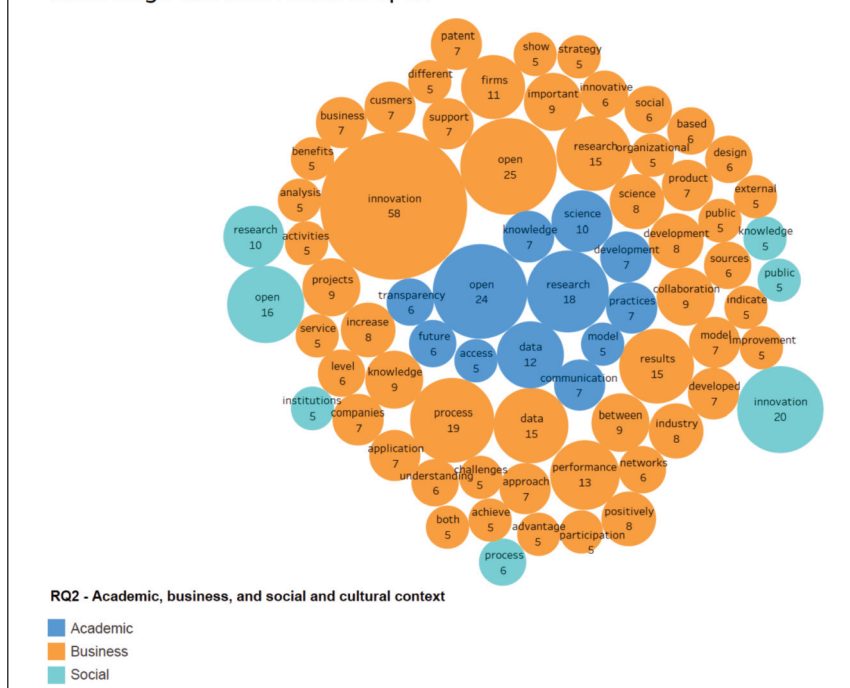 patent
7
show
5
strategy
5
different
5
firms
11
important
9
innovative
6
cusmers
7
social
6
business
7
support
7
based
6
benefits
5
open
25
research
15
organizational
5
design
6
innovation
58
product
7
analysis
5
science
8
external
5
science
10
public
5
research
10
activities
5
knowledge
7
development
7
development
8
knowledge
5
sources
6
public
5
projects
9
open
16
transparency
6
open
24
research
18
practices
7
collaboration
9
indicate
5
service
5
increase
8
future
6
access
5
data
12
model
5
results
15
model
7
improvement
5
level
6
knowledge
9
communication
7
developed
7
innovation
20
institutions
5
companies
7
process
19
data
15
between
9
industry
8
application
7
understanding
6
challenges
5
approach
7
performance
13
networks
6
both
5
achieve
5
advantage
5
participation
5
positively
8
process
6
RQ2 - Academic, business, and social and cultural context
Academic
Business
Social